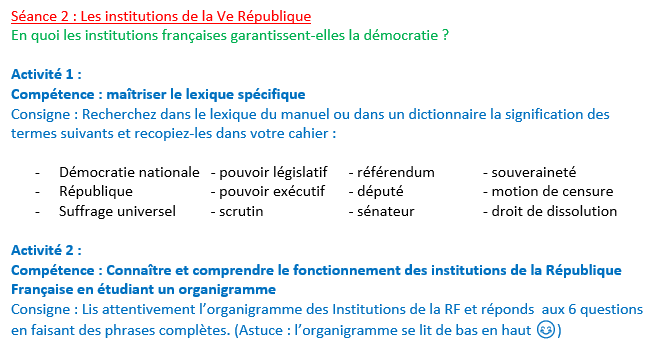 Séance 2 : Les institutions de la Ve République
En quoi les institutions françaises garantissent-elles la démocratie ?
Activité 1 :
Compétence : maîtriser le lexique spécifique
Consigne : Recherchez dans le lexique du manuel ou dans un dictionnaire la signification des
termes suivants et recopiez-les dans votre cahier :
- Démocratie nationale - pouvoir législatif - référendum - souveraineté
- République - pouvoir exécutif - député - motion de censure
- Suffrage universel - scrutin - sénateur - droit de dissolution
Activité 2 :
Compétence : Connaître et comprendre le fonctionnement des institutions de la République
Française en étudiant un organigramme
Consigne : Lis attentivement l’organigramme des Institutions de la RF et réponds aux 6 questions
en faisant des phrases complètes. (Astuce : l’organigramme se lit de bas en haut 😊)